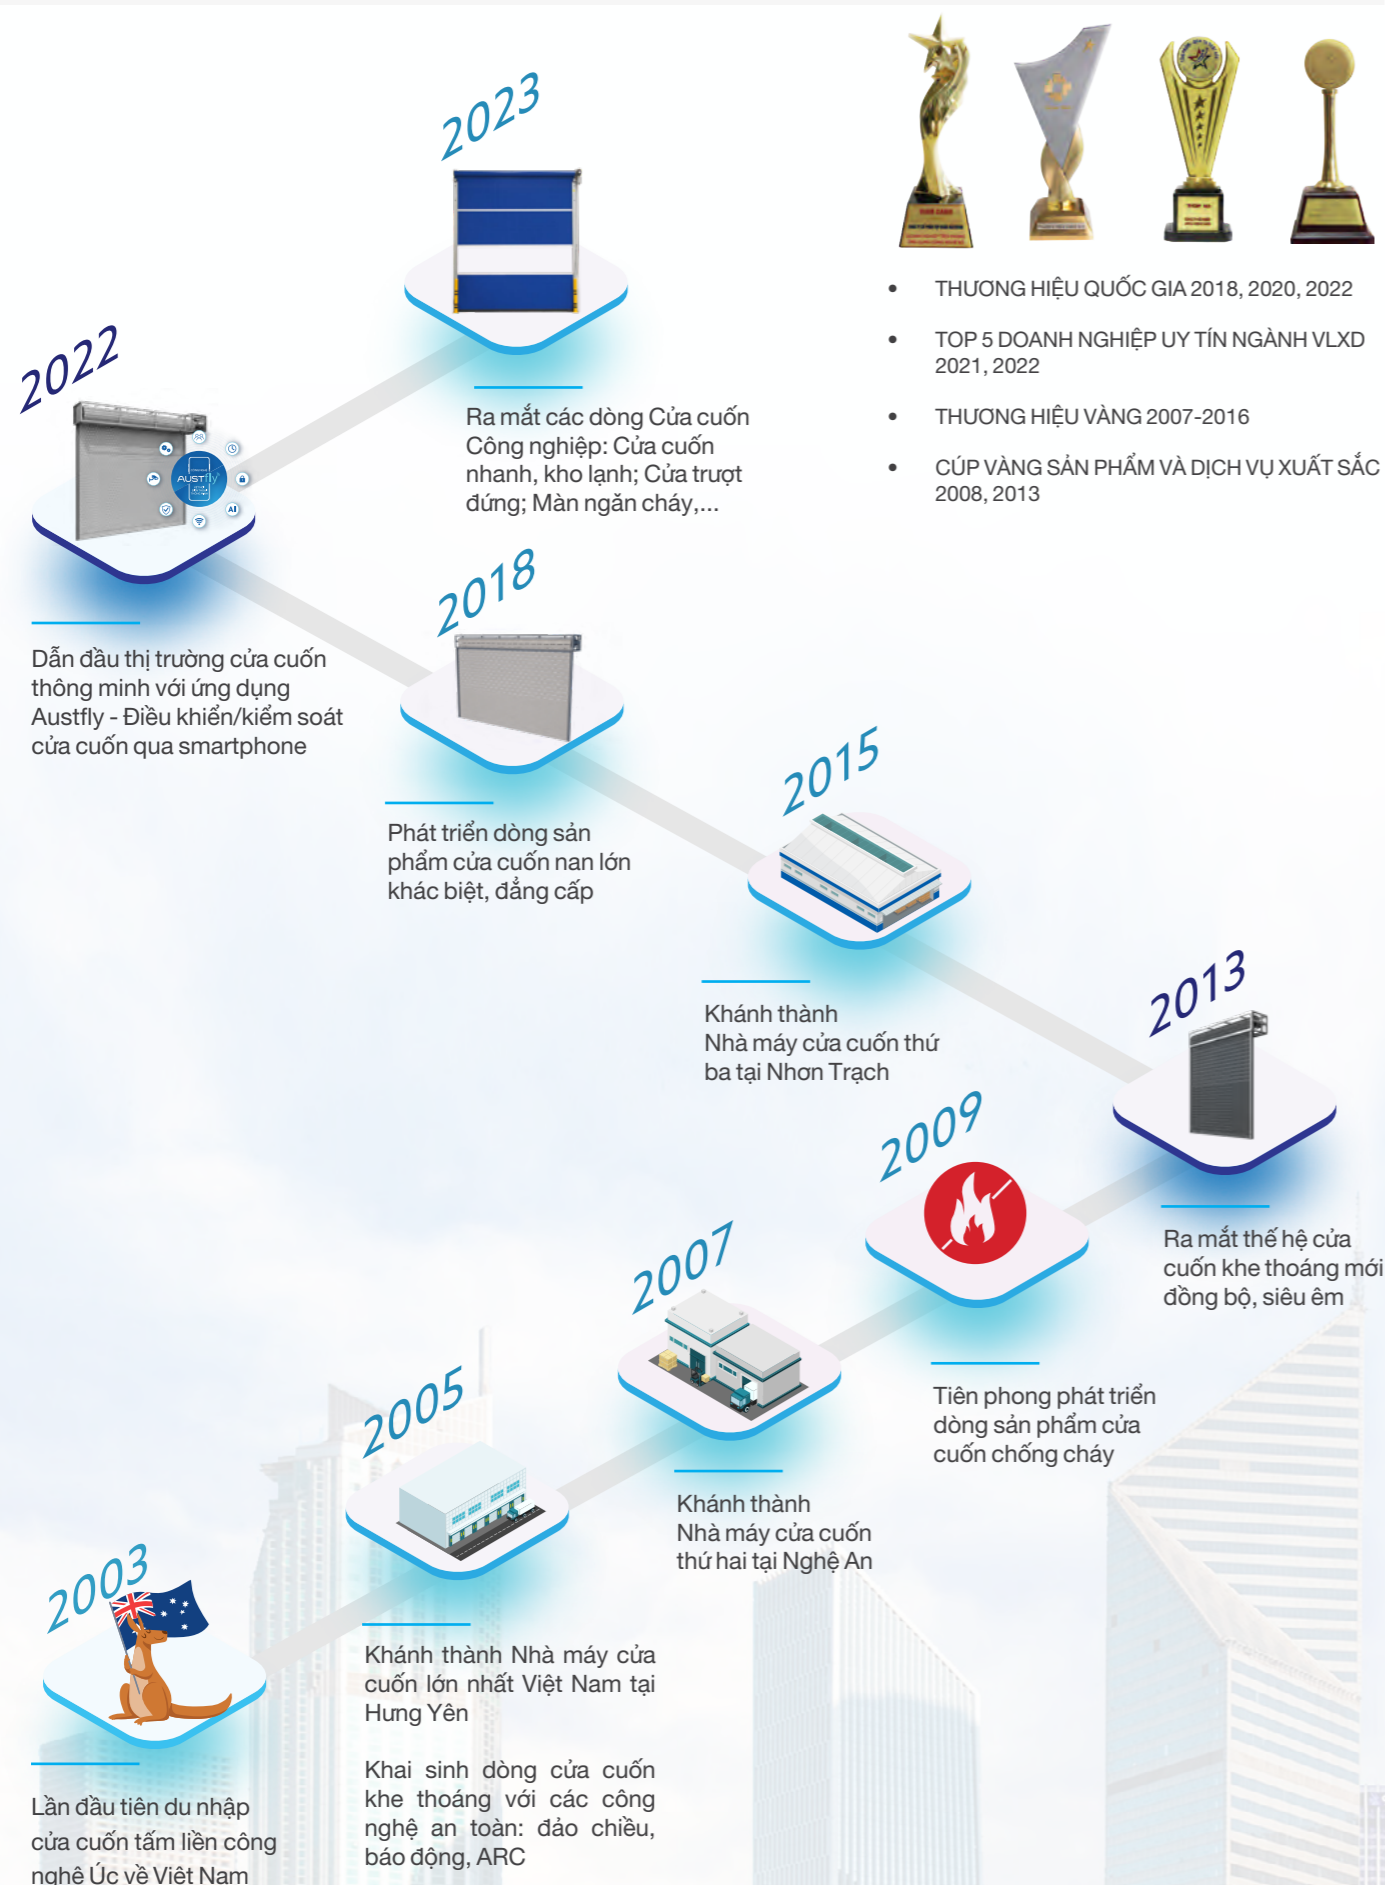 2023
THƯƠNG HIỆU QUỐC GIA 2018, 2020, 2022
TOP 5 DOANH NGHIỆP UY TÍN NGÀNH VLXD
2021, 2022
THƯƠNG HIỆU VÀNG 2007-2016
CÚP VÀNG SẢN PHẨM VÀ DỊCH VỤ XUẤT SẮC
2008, 2013
Ra mắt các dòng Cửa cuốn
Công nghiệp: Cửa cuốn
nhanh, kho lạnh; Cửa trượt
đứng; Màn ngăn cháy,...
2022
AUSTfly
AI
Dẫn đầu thị trường cửa cuốn
thông minh với ứng dụng
Austfly - Điều khiển/kiểm soát
cửa cuốn qua smartphone
2018
Phát triển dòng sản
phẩm cửa cuốn nan lớn
khác biệt, đẳng cấp
2015
Khánh thành
Nhà máy cửa cuốn thứ
ba tại Nhơn Trạch
2013
Ra mắt thế hệ cửa
cuốn khe thoáng mới
đồng bộ, siêu êm
2009
Tiên phong phát triển
dòng sản phẩm cửa
cuốn chống cháy
2007
Khánh thành
Nhà máy cửa cuốn
thứ hai tại Nghệ An
2005
Khánh thành Nhà máy cửa
cuốn lớn nhất Việt Nam tại
Hưng Yên
Khai sinh dòng cửa cuốn
khe thoáng với các công
nghệ an toàn: đảo chiều,
báo động, ARC
2003
Lần đầu tiên du nhập
cửa cuốn tấm liền công
nghệ Úc về Việt Nam